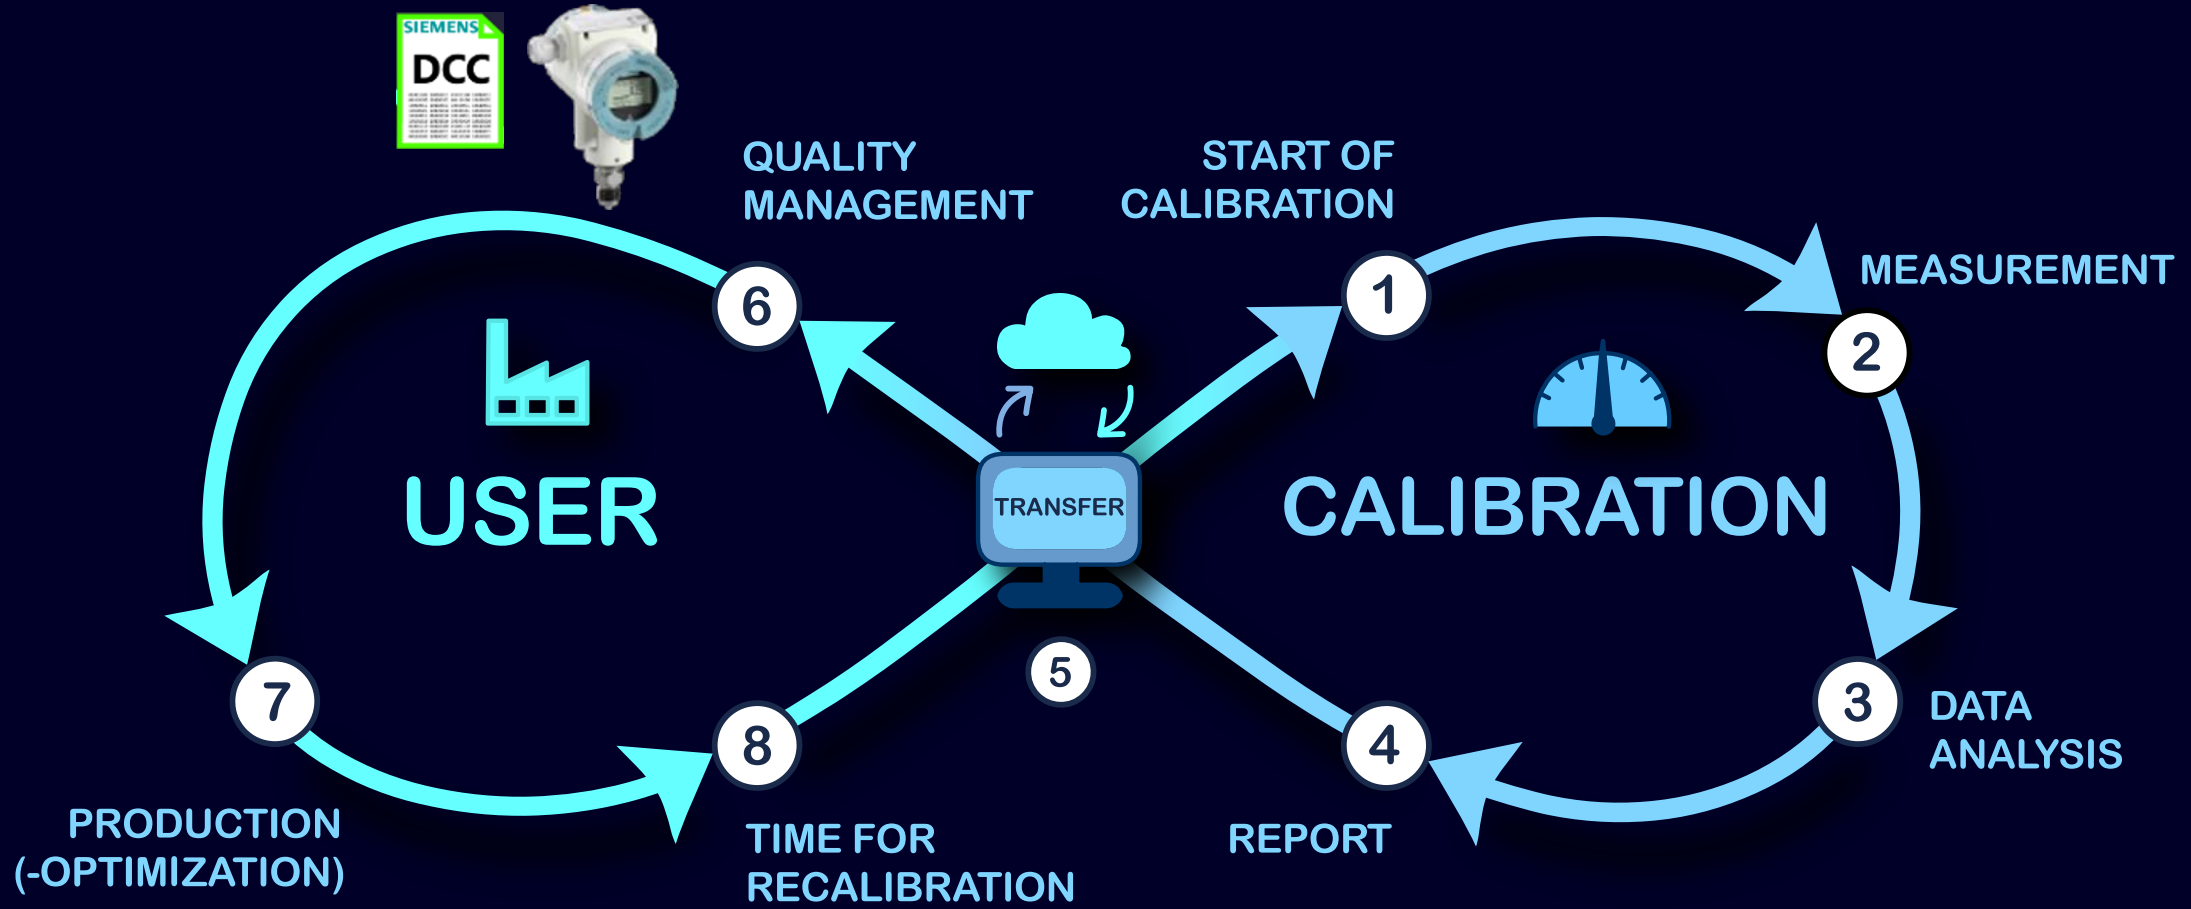 SIEMENS
DCC
QUALITY
MANAGEMENT
START OF
CALIBRATION
1
MEASUREMENT
2
6
TRANSFER
USER
CALIBRATION
5
3
DATA
ANALYSIS
7
8
4
PRODUCTION
(-OPTIMIZATION)
TIME FOR
RECALIBRATION
REPORT